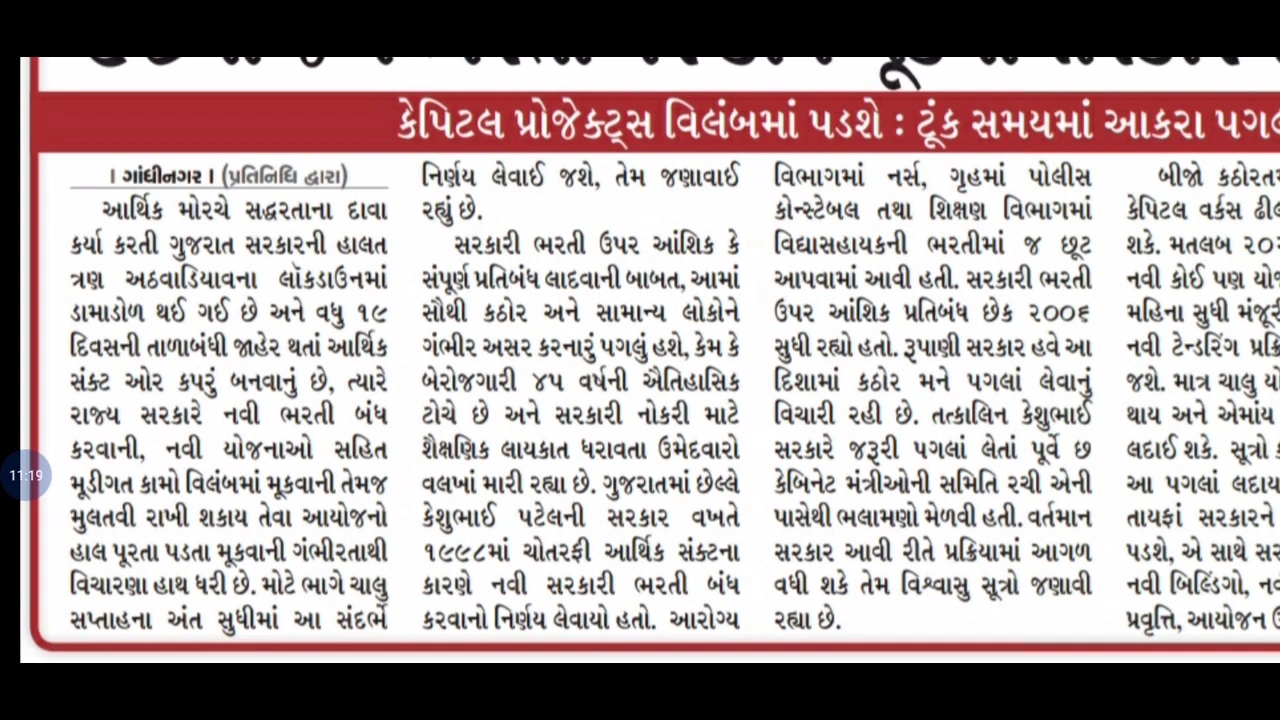 કેપિટલ પ્રોજેક્ટ્સ વિલંબમાં પડશે : ટૂંક સમયમાં આકરા
। ગાંધીનગર । (પ્રતિનિધિ દ્વારા)
આર્થિક મોરચે સદ્ધરતાના દાવા
કર્યા કરતી ગુજરાત સરકારની હાલત
ત્રણ અઠવાડિયાવના લૉકડાઉનમાં
ડામાડોળ થઈ ગઈ છે અને વધુ ૧૯
દિવસની તાળાબંધી જાહેર થતાં આર્થિક
સંકટ ઓર કપરું બનવાનું છે, ત્યારે
રાજ્ય સરકારે નવી ભરતી બંધ
કરવાની, નવી યોજનાઓ સહિત
મૂડીગત કામો વિલંબમાં મૂકવાની તેમજ
મુલતવી રાખી શકાય તેવા આયોજનો
હાલ પૂરતા પડતા મૂકવાની ગંભીરતાથી
વિચારણા હાથ ધરી છે. મોટે ભાગે ચાલુ
સપ્તાહના અંત સુધીમાં આ સંદર્ભે
નિર્ણય લેવાઈ જશે, તેમ જણાવાઈ
રહ્યું છે.
સરકારી ભરતી ઉપર આંશિક કે
સંપૂર્ણ પ્રતિબંધ લાદવાની બાબત, આમાં
સૌથી કઠોર અને સામાન્ય લોકોને
ગંભીર અસર કરનારું પગલું હશે, કેમ કે
બેરોજગારી ૪૫ વર્ષની ઐતિહાસિક
ટોચે છે અને સરકારી નોકરી માટે
શૈક્ષણિક લાયકાત ધરાવતા ઉમેદવારો
વલખાં મારી રહ્યા છે. ગુજરાતમાં છેલ્લે
કેશુભાઈ પટેલની સરકાર વખતે
૧૯૯૮માં ચોતરફી આર્થિક સંકટના
કારણે નવી સરકારી ભરતી બંધ
કરવાનો નિર્ણય લેવાયો હતો. આરોગ્ય
વિભાગમાં નર્સ, ગૃહમાં પોલીસ
કોન્સ્ટેબલ તથા શિક્ષણ વિભાગમાં
વિદ્યાસહાયકની ભરતીમાં જ છૂટ
આપવામાં આવી હતી. સરકારી ભરતી
ઉપર આંશિક પ્રતિબંધ છેક ૨૦૦૬
સુધી રહ્યો હતો. રૂપાણી સરકાર હવે આ
દિશામાં કઠોર મને પગલાં લેવાનું
વિચારી રહી છે. તત્કાલિન કેશુભાઈ
સરકારે જરૂરી પગલાં લેતાં પૂર્વે છ
કેબિનેટ મંત્રીઓની સમિતિ રચી એની
પાસેથી ભલામણો મેળવી હતી. વર્તમાન
સરકાર આવી રીતે પ્રક્રિયામાં આગળ
વધી શકે તેમ વિશ્વાસુ સૂત્રો જણાવી
રહ્યા છે.
બીજો
કેપિટલ વર્કસ
શકે. મતલબ
નવી કોઈ પણ
મહિના સુધી
નવી ટેન્ડરિંગ
જશે. માત્ર ચાલુ
થાય અને એમાંય
લદાઈ શકે. સૂત્રો
આ પગલાં
તાયફાં સરકારને
પડશે, એ સાથે
નવી બિલ્ડિંગો,
પ્રવૃત્તિ, આયોજન
11:19